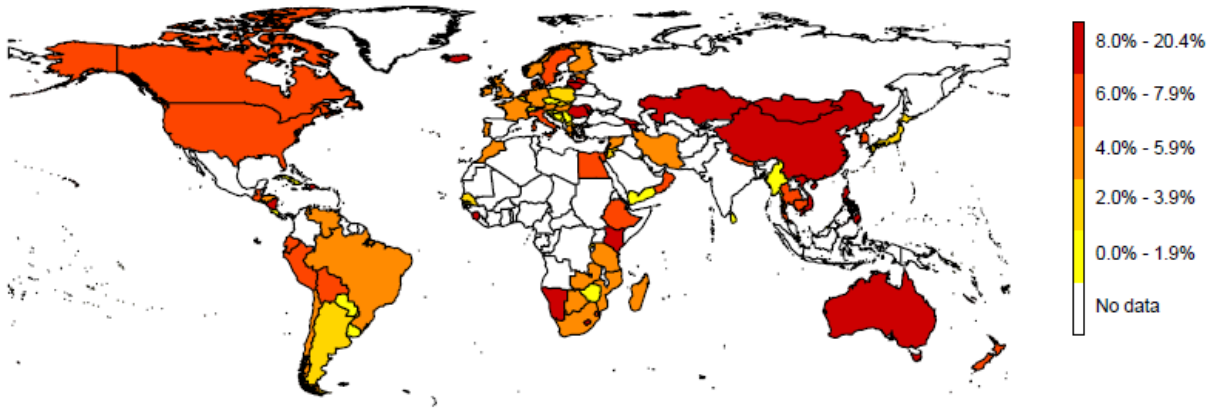 8.0% - 20.4%
6.0% - 7.9%
4.0% - 5.9%
2.0% - 3.9%
0.0% - 1.9%
No data